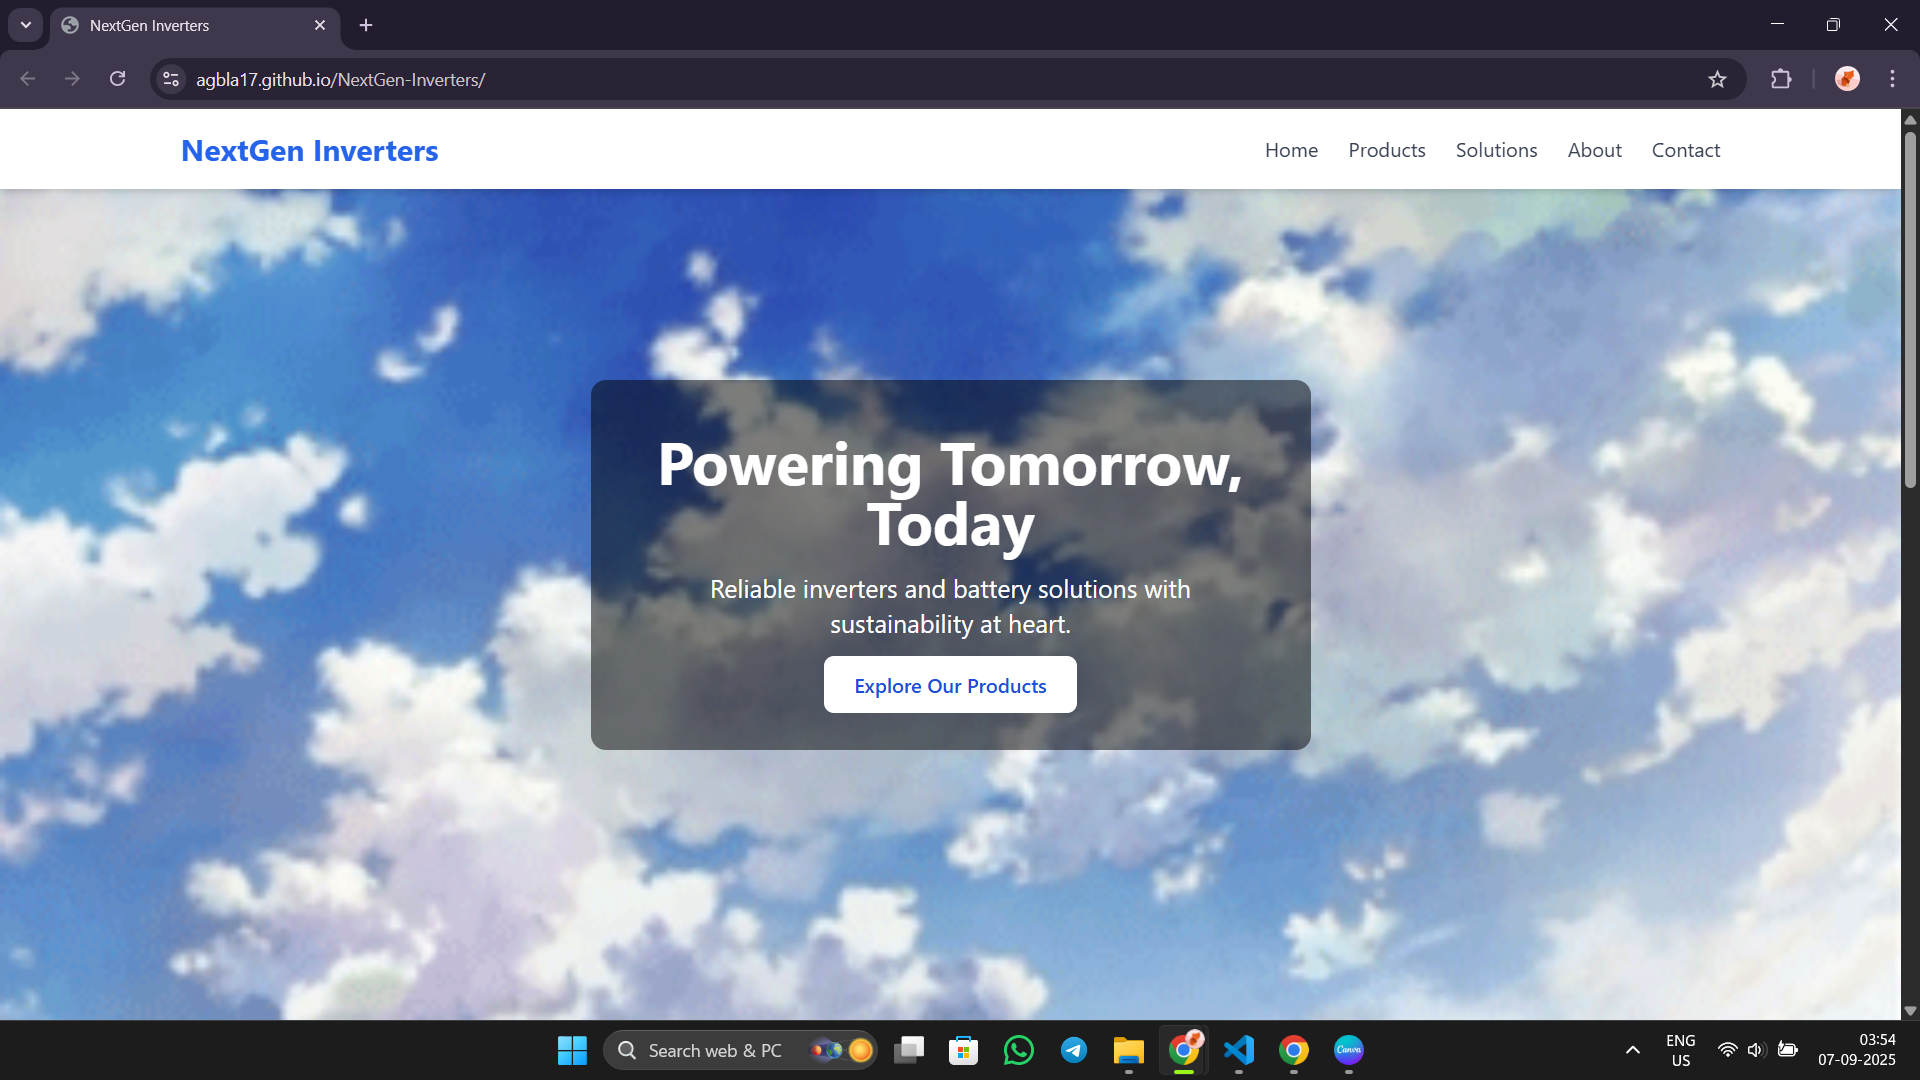 NextGen Inverters
agbla17.github.io/NextGen-Inverters/
NextGen Inverters
Home Products Solutions About Contact
Powering Tomorrow,
Today
Reliable inverters and battery solutions with
sustainability at heart.
Explore Our Products
Search web & PC
Canva
ENG
US
03:54
07-09-2025